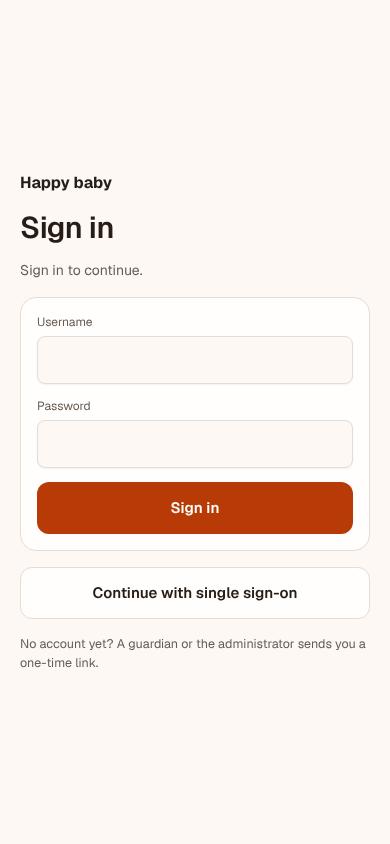 Happy baby
Sign in
Sign in to continue.
Username
Password
Sign in
Continue with single sign-on
No account yet? A guardian or the administrator sends you a
one-time link.